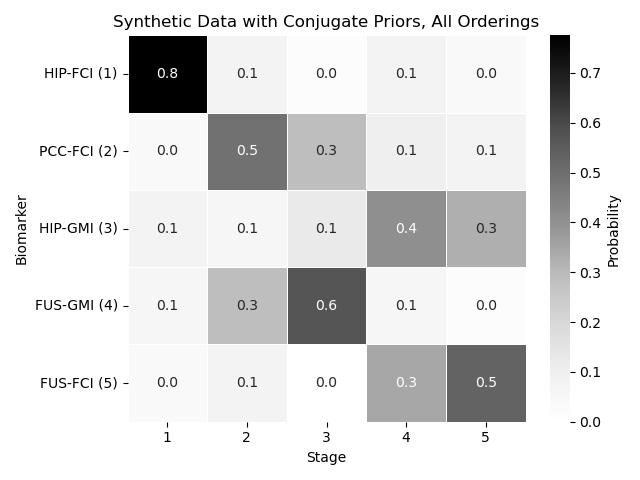 Synthetic Data with Conjugate Priors, All Orderings
HIP-FCI (1) 0.8 0.1 0.0 0.1 0.0
PCC-FCI (2) 0.0 0.5 0.3 0.1 0.1
HIP-GMI (3) 0.1 0.1 0.1 0.4 0.3
FUS-GMI (4) 0.1 0.3 0.6 0.1 0.0
FUS-FCI (5) 0.0 0.1 0.0 0.3 0.5
1 2 3 4 5
Stage
Biomarker
0.7
0.6
0.5
0.4
0.3
0.2
0.1
0.0
Probability